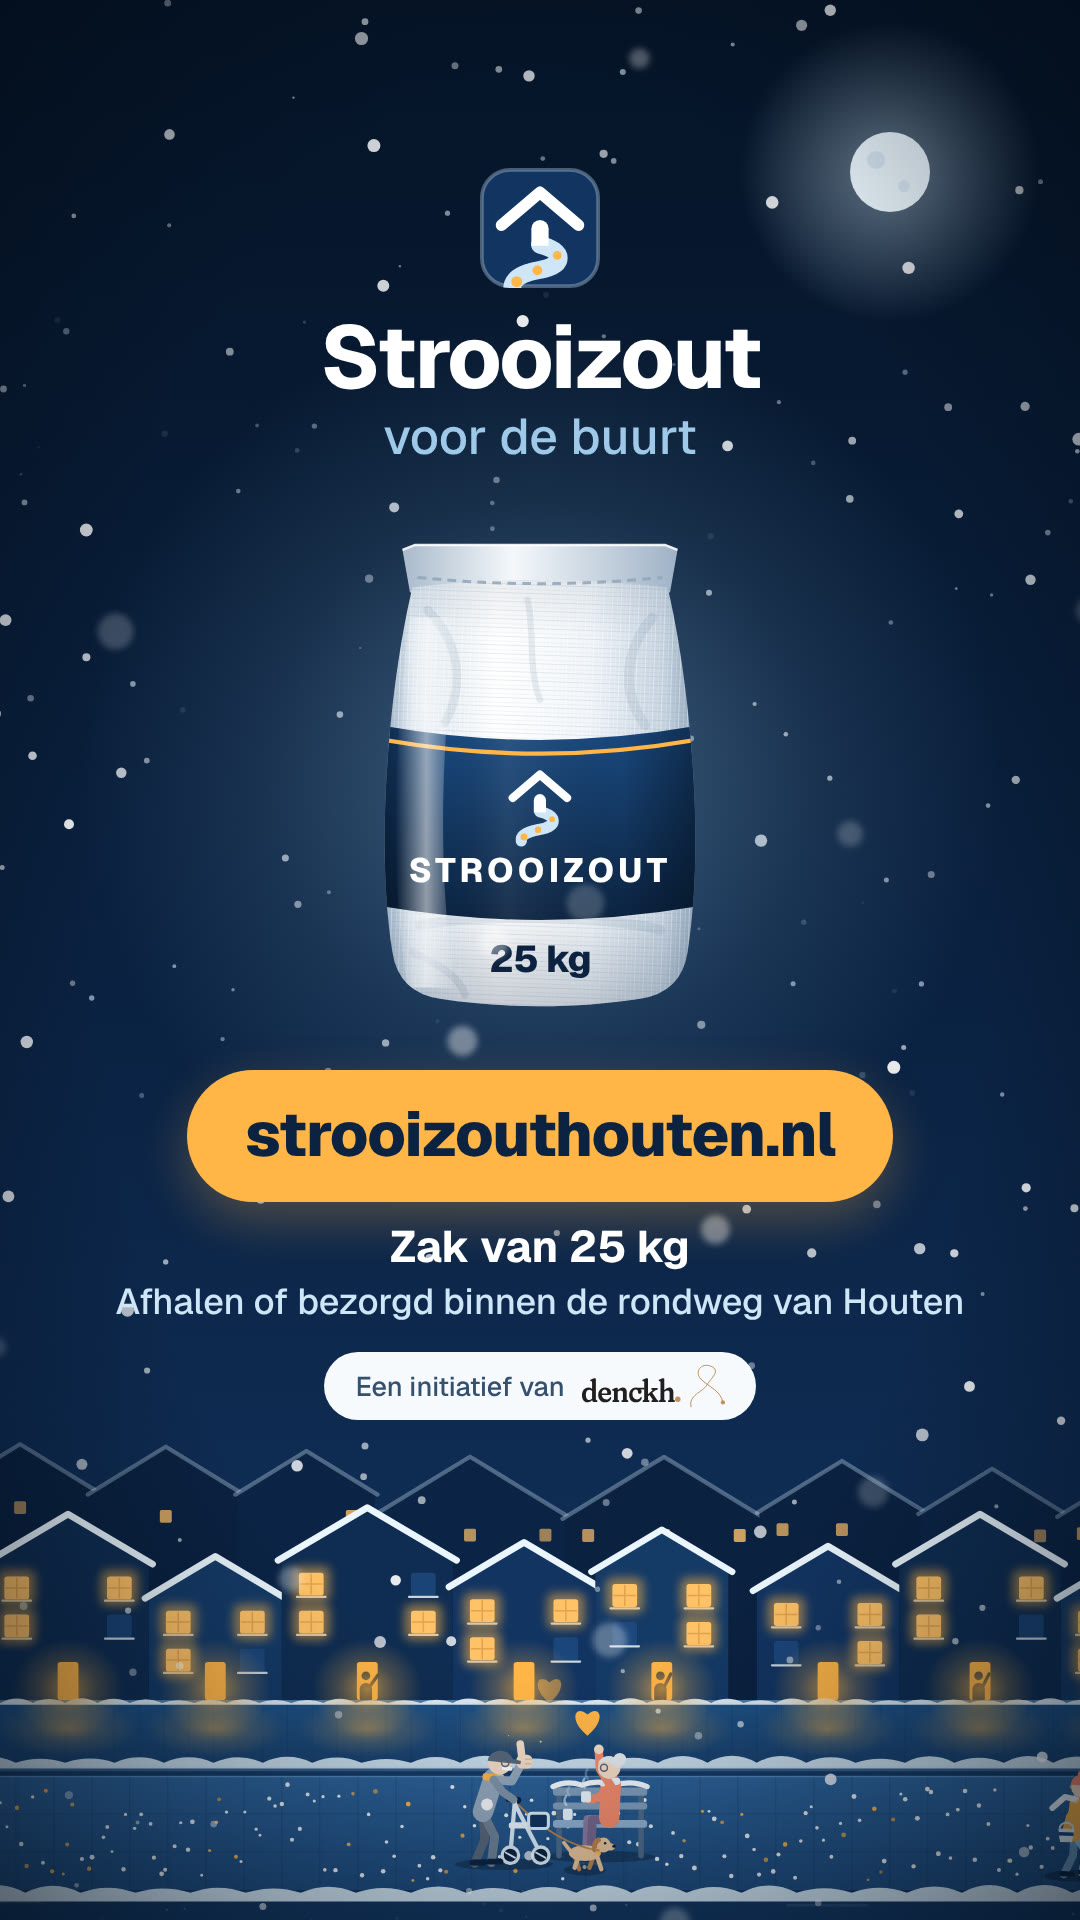 Strooizout
voor de buurt
STROOIZOUT
25 kg
strooizouthouten.nl
Zak van 25 kg
Afhalen of bezorgd binnen de rondweg van Houten
Een initiatief van denckh.